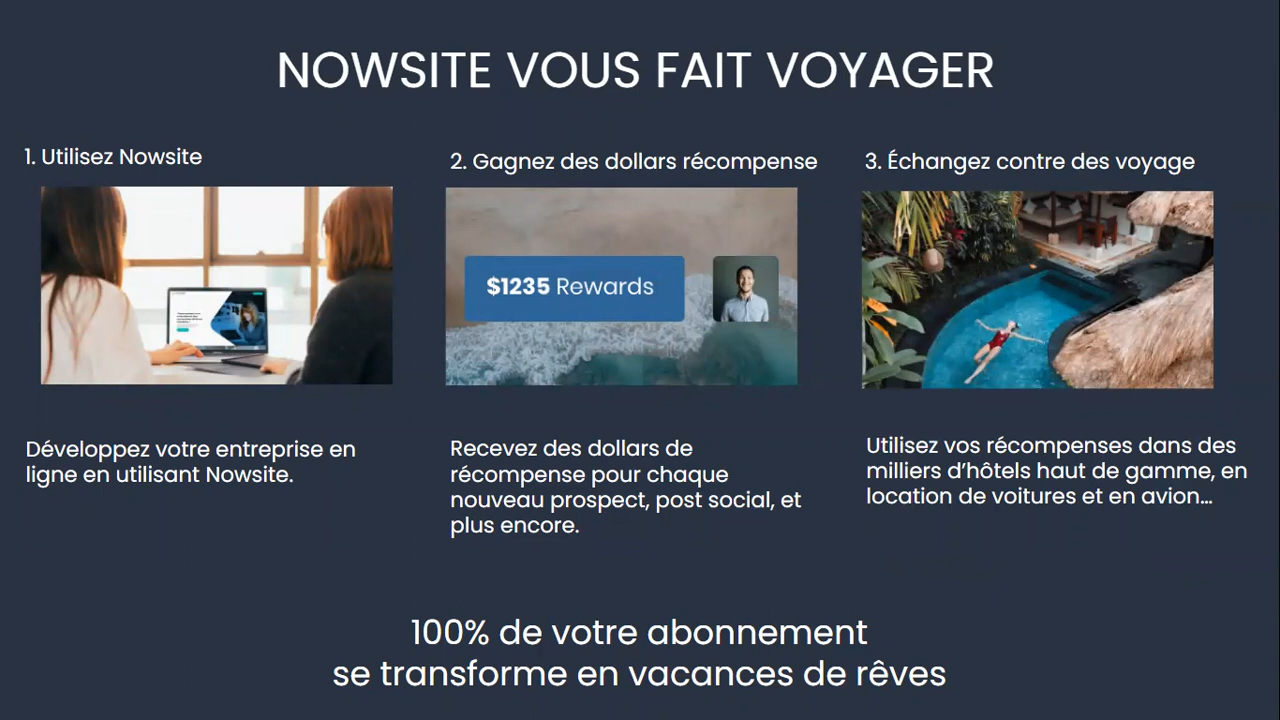 NOWSITE VOUS FAIT VOYAGER
1. Utilisez Nowsite
Développez votre entreprise en
ligne en utilisant Nowsite.
2. Gagnez des dollars récompense
$1235 Rewards
Recevez des dollars de
récompense pour chaque
nouveau prospect, post social, et
plus encore.
3. Échangez contre des voyage
Utilisez vos récompenses dans des
milliers d’hôtels haut de gamme, en
location de voitures et en avion…
100% de votre abonnement
se transforme en vacances de rêves